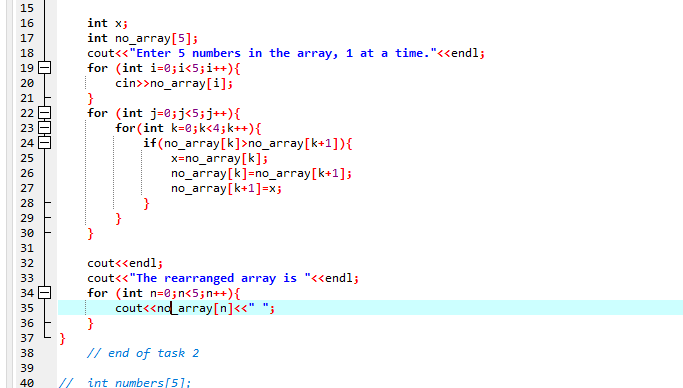 15
16 int x;
17 int no_array[5];
18 cout<<"Enter 5 numbers in the array, 1 at a time."<<endl;
19 for (int i=0;i<5;i++){
20 cin>>no_array[i];
21 }
22 for (int j=0;j<5;j++){
23 for(int k=0;k<4;k++){
24 if(no_array[k]>no_array[k+1]){
25 x=no_array[k];
26 no_array[k]=no_array[k+1];
27 no_array[k+1]=x;
28 }
29 }
30 }
31
32 cout<<endl;
33 cout<<"The rearranged array is "<<endl;
34 for (int n=0;n<5;n++){
35 cout<<no_array[n]<<" ";
36 }
37 }
38 // end of task 2
39
40 // int numbers[5];